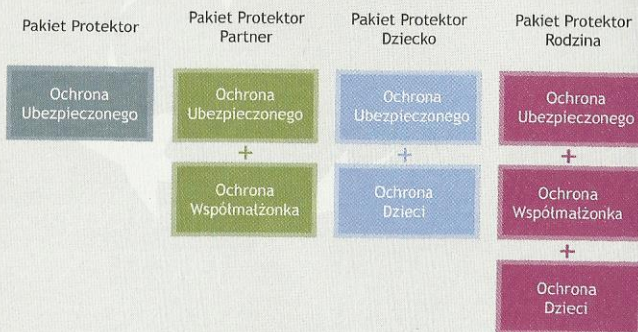 Pakiet Protektor
Pakiet Protektor
Partner
Pakiet Protektor
Dziecko
Pakiet Protektor
Rodzina
Ochrona
Ubezpieczonego
Ochrona
Ubezpieczonego
+
Ochrona
Współmałżonka
Ochrona
Ubezpieczonego
+
Ochrona
Dzieci
Ochrona
Ubezpieczonego
+
Ochrona
Współmałżonka
+
Ochrona
Dzieci